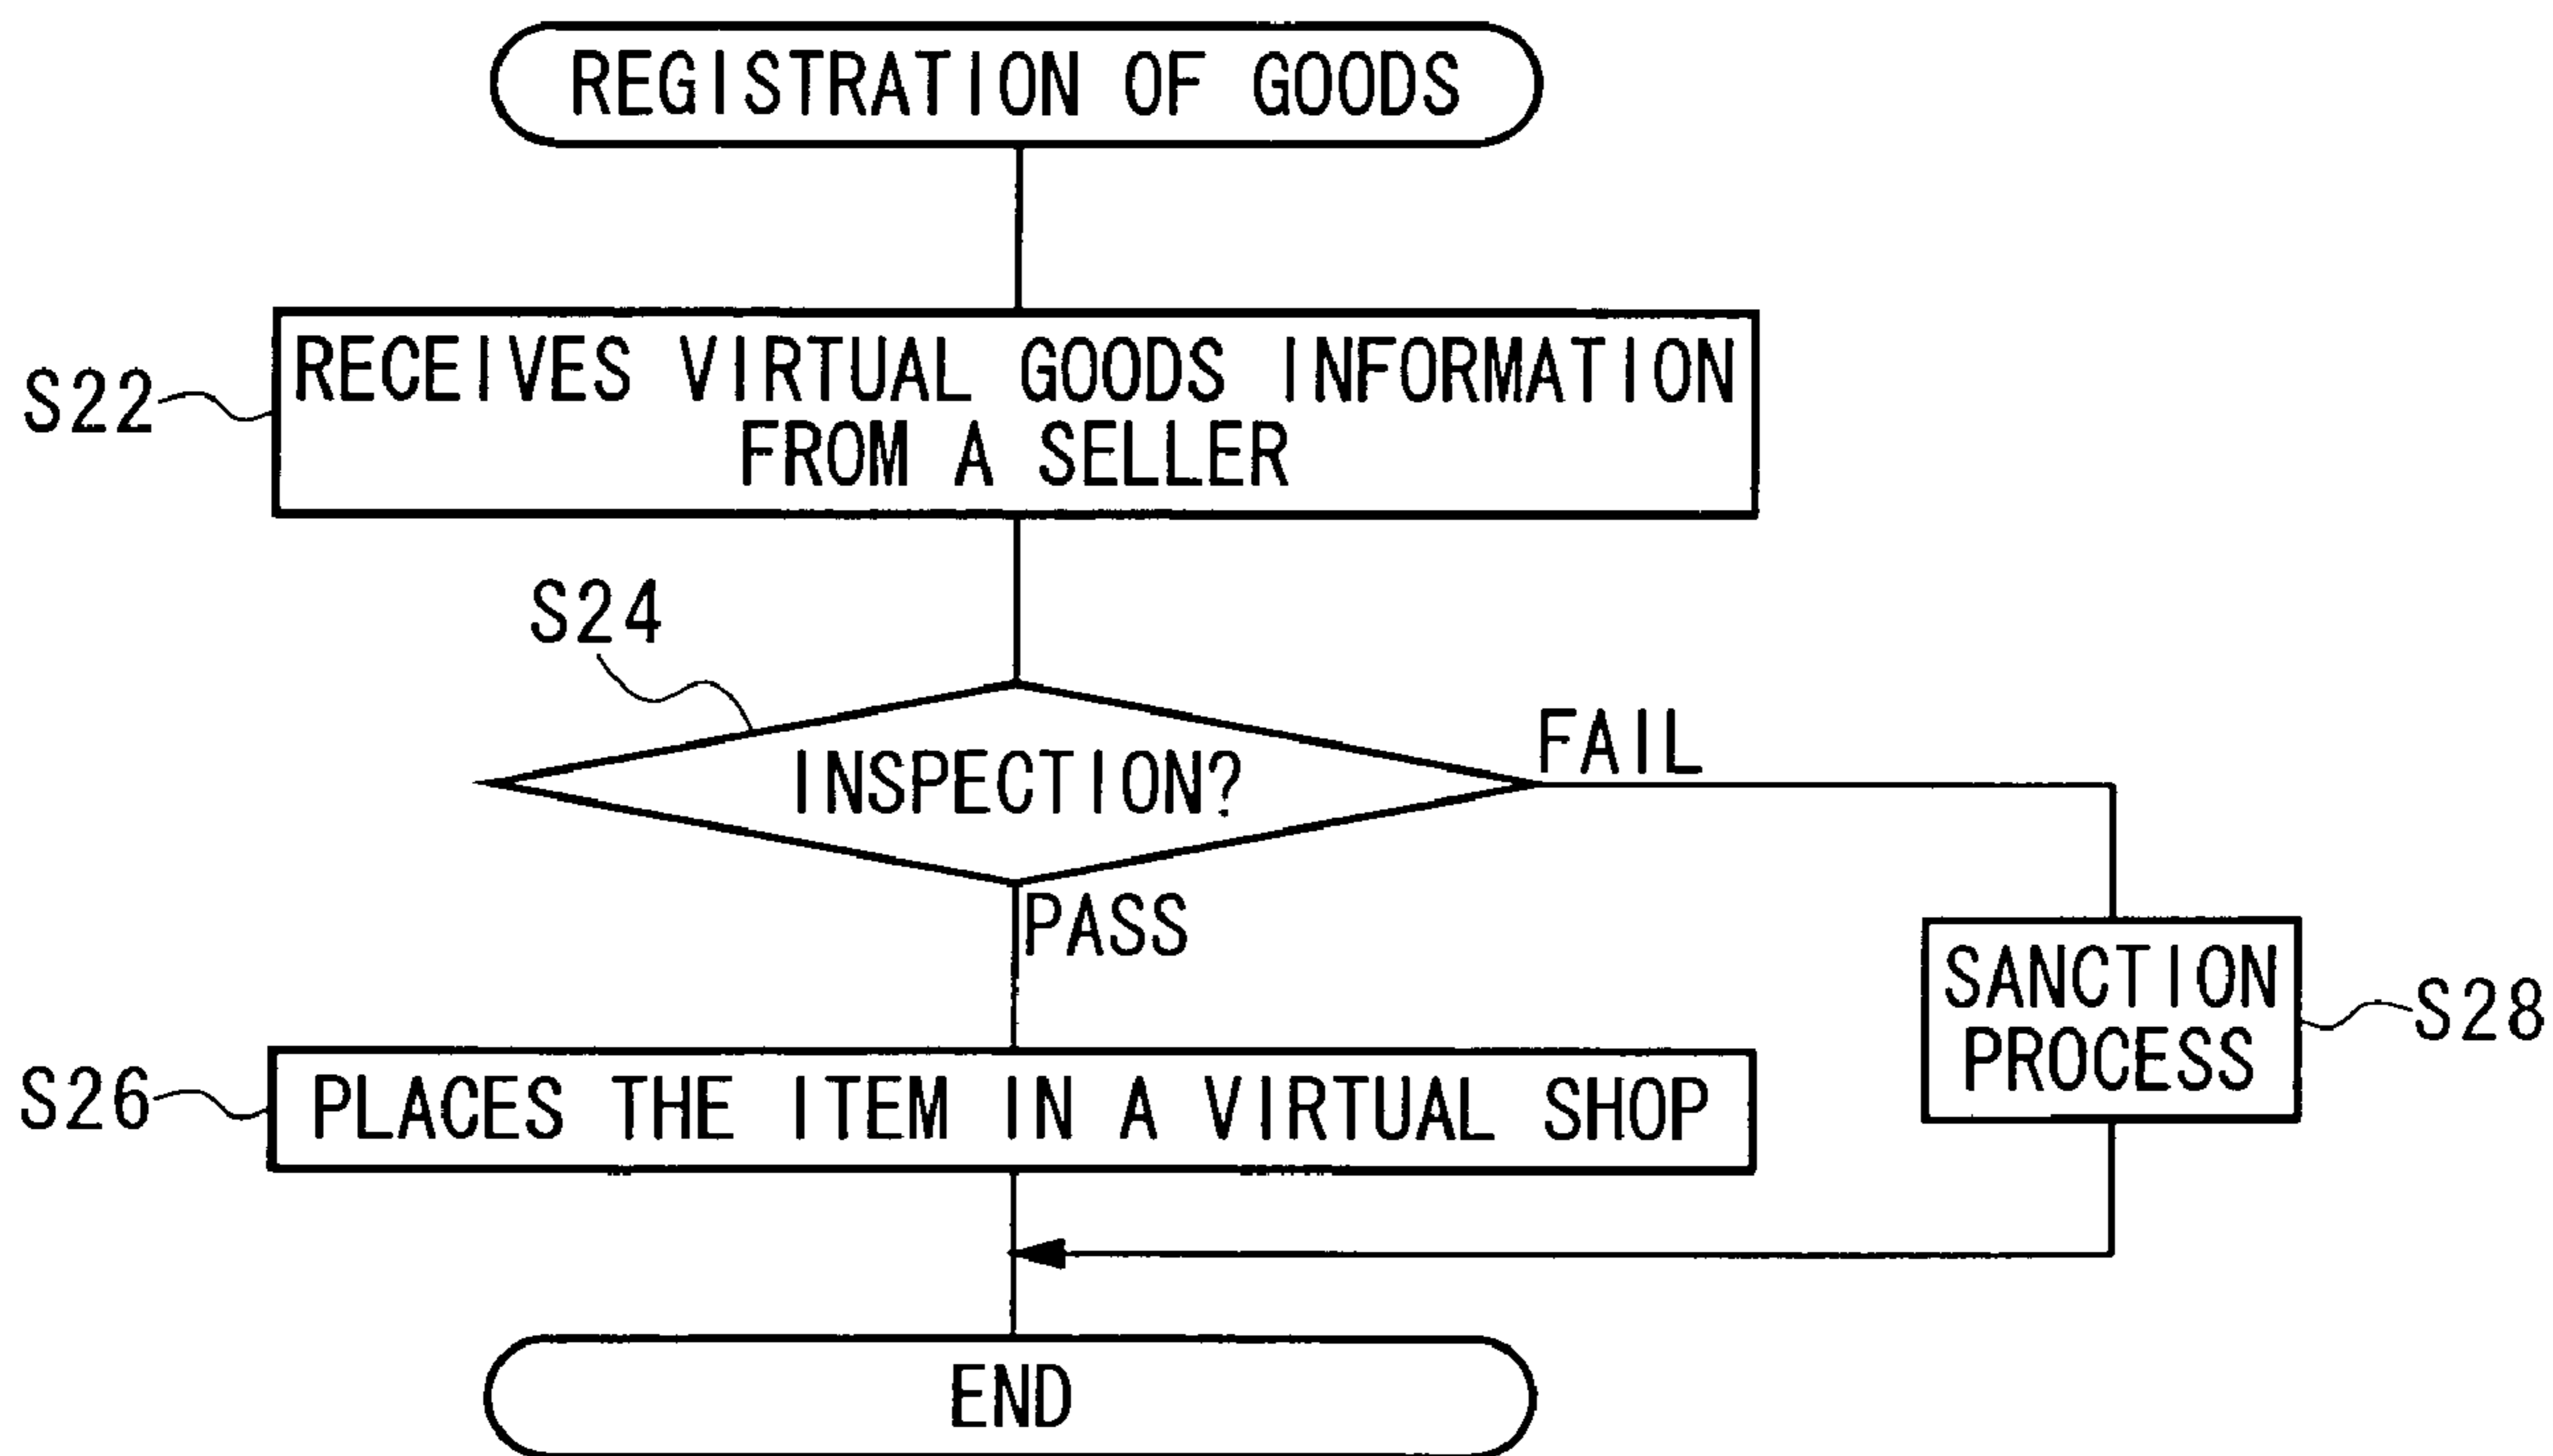 REGISTRATION OF GOODS
S22
RECEIVES VIRTUAL GOODS INFORMATION
FROM A SELLER
S24
INSPECTION?
FAIL
PASS
SANCTION
PROCESS
S28
S26
PLACES THE ITEM IN A VIRTUAL SHOP
END